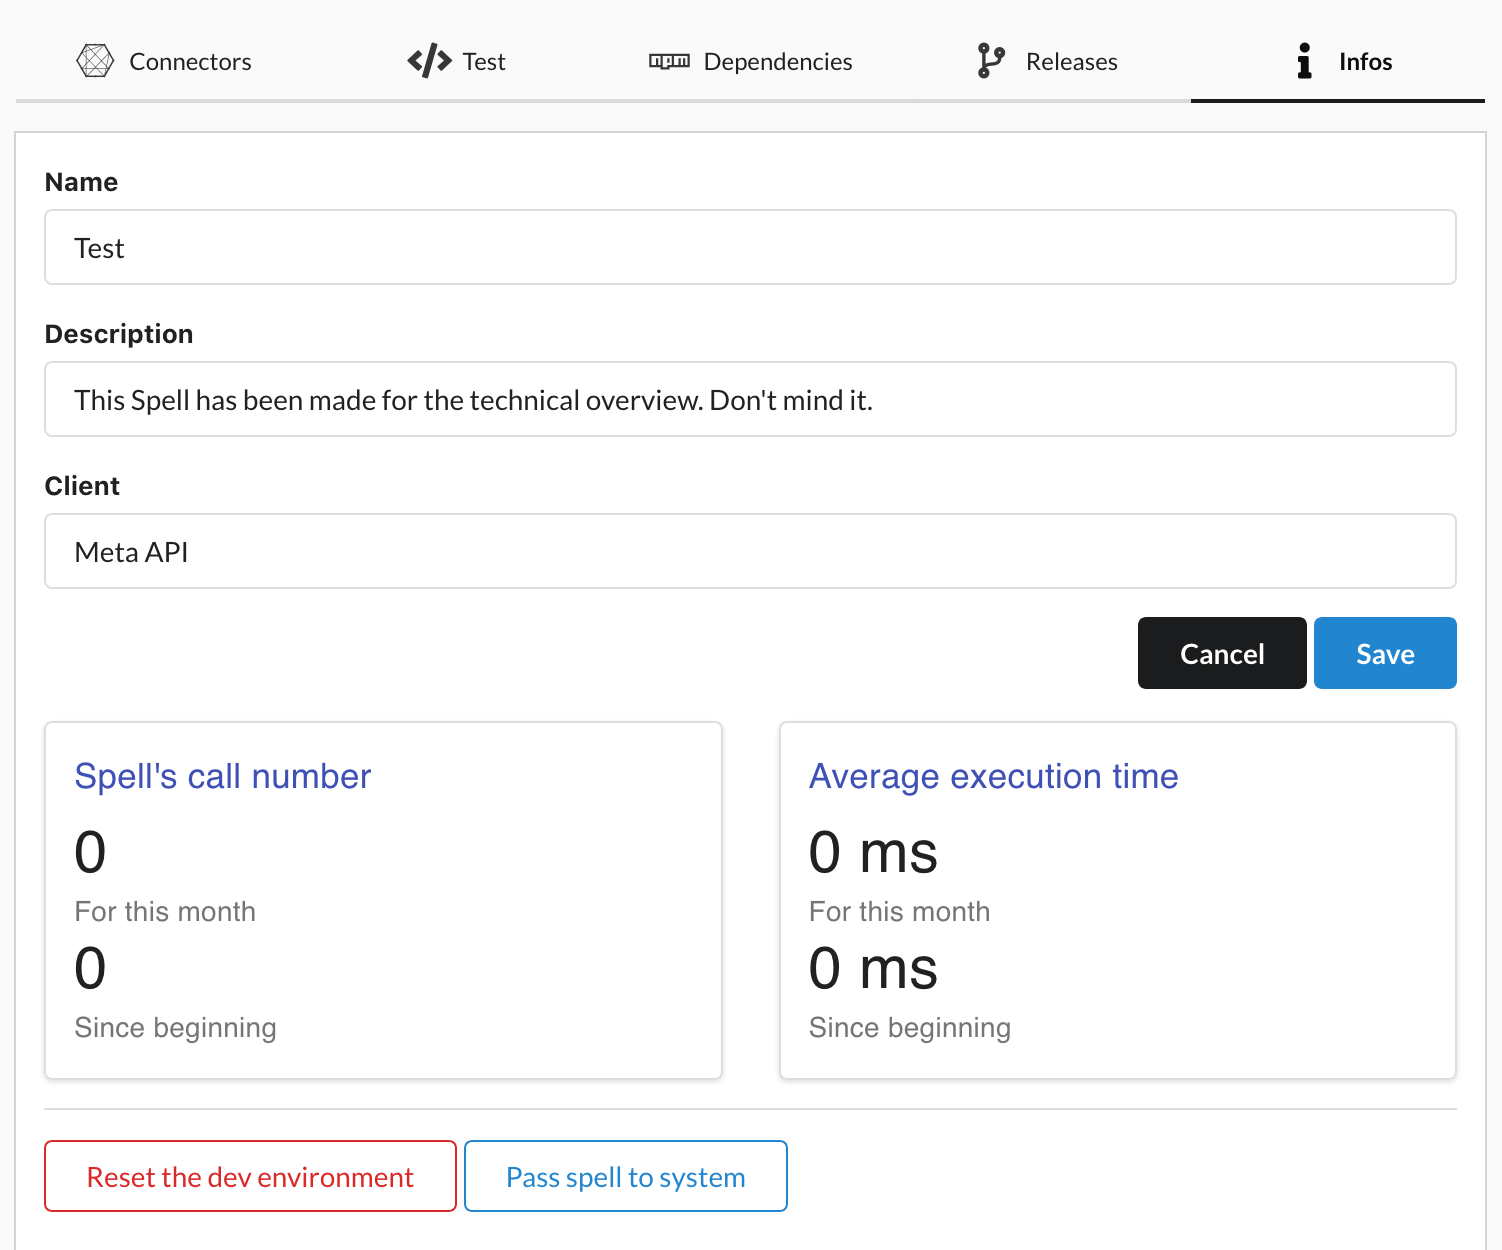 Connectors
Test
Dependencies
Releases
Infos
Name
Test
Description
This Spell has been made for the technical overview. Don't mind it.
Client
Meta API
Cancel
Save
Spell's call number
0
For this month
0
Since beginning
Average execution time
0 ms
For this month
0 ms
Since beginning
Reset the dev environment
Pass spell to system